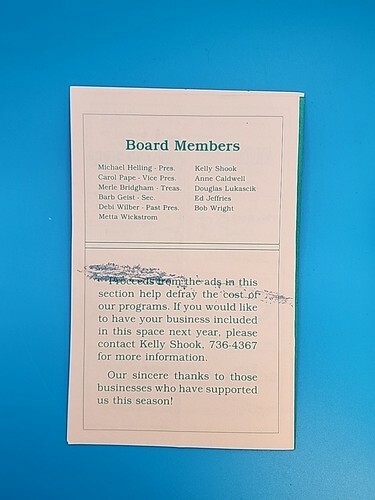 Board Members
Michael Helling - Pres.
Carol Pape - Vice Pres.
Merle Bridgham - Treas.
Barb Geist - Sec.
Debi Wilber - Past Pres.
Metta Wickstrom
Kelly Shook
Anne Caldwell
Douglas Lukascik
Ed Jeffries
Bob Wright
Proceeds from the ads in this
section help defray the cost of
our programs. If you would like
to have your business included
in this space next year, please
contact Kelly Shook, 736-4367
for more information.
Our sincere thanks to those
businesses who have supported
us this season!